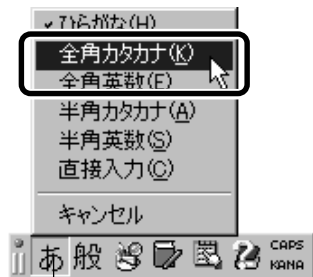 ✓ひらがな(H)
全角カタカナ(K)
全角英数(F)
半角カタカナ(A)
半角英数(S)
直接入力(C)
キャンセル
あ 般 CAPS
KANA